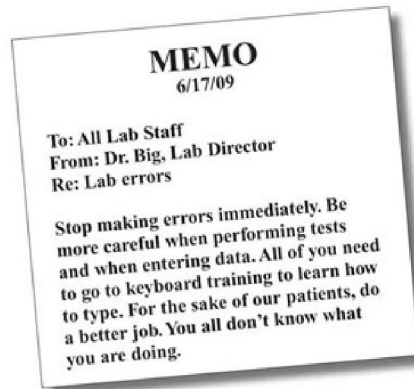 MEMO
6/17/09
To: All Lab Staff
From: Dr. Big, Lab Director
Re: Lab errors
Stop making errors immediately. Be
more careful when performing tests
and when entering data. All of you need
to go to keyboard training to learn how
to type. For the sake of our patients, do
a better job. You all don’t know what
you are doing.